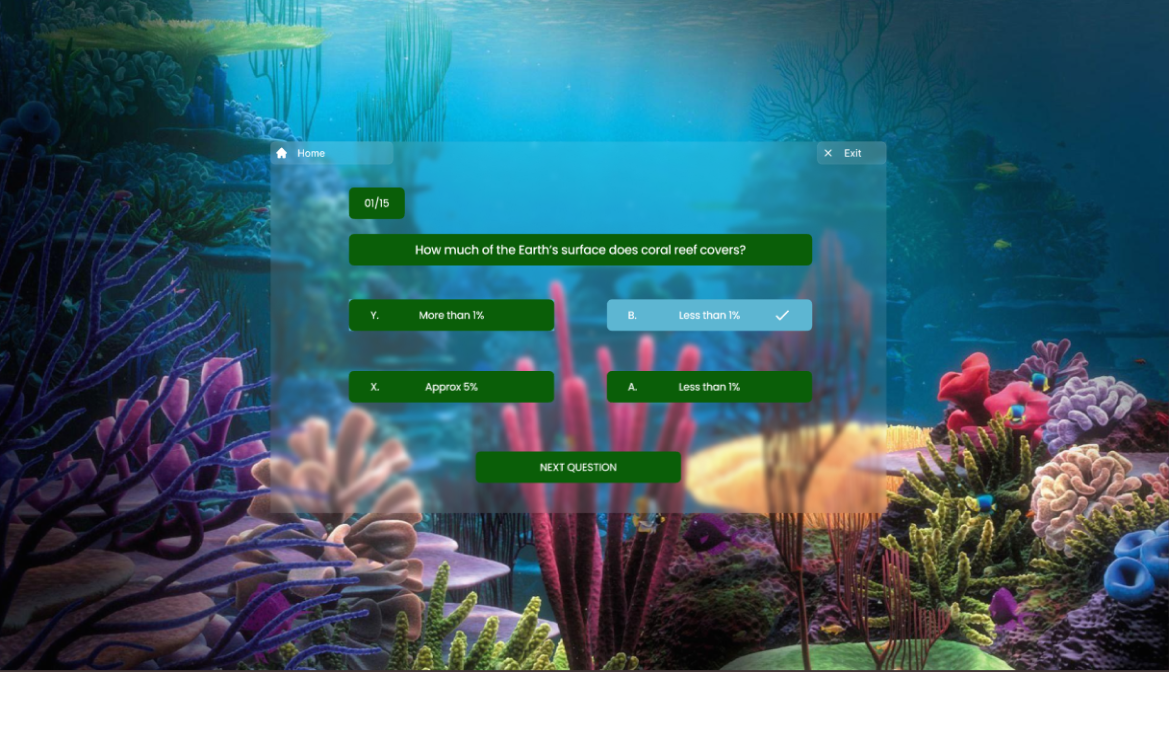 Home
Exit
01/15
How much of the Earth's surface does coral reef covers?
Y. More than 1%
B. Less than 1%
X. Approx 5%
A. Less than 1%
NEXT QUESTION